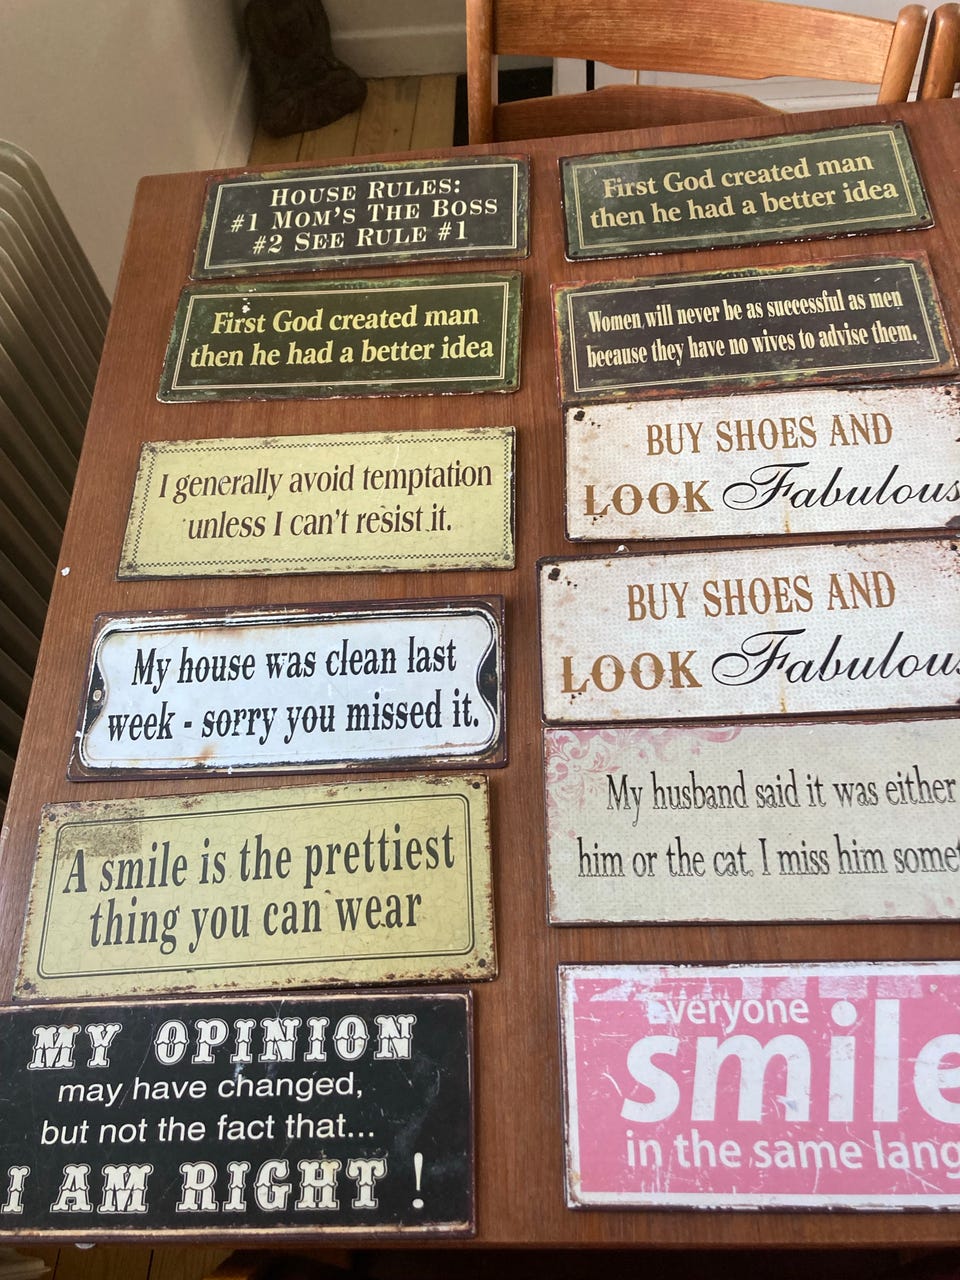 HOUSE RULES:
#1 MOM'S THE BOSS
#2 SEE RULE #1
First God created man
then he had a better idea
I generally avoid temptation
unless I can't resist it.
My house was clean last
week - sorry you missed it.
A smile is the prettiest
thing you can wear
MY OPINION
may have changed,
but not the fact that...
I AM RIGHT!
First God created man
then he had a better idea
Women will never be as successful as men
because they have no wives to advise them.
BUY SHOES AND
LOOK Fabulous
BUY SHOES AND
LOOK Fabulous
My husband said it was either
him or the cat. I miss him
Everyone
smile
in the same